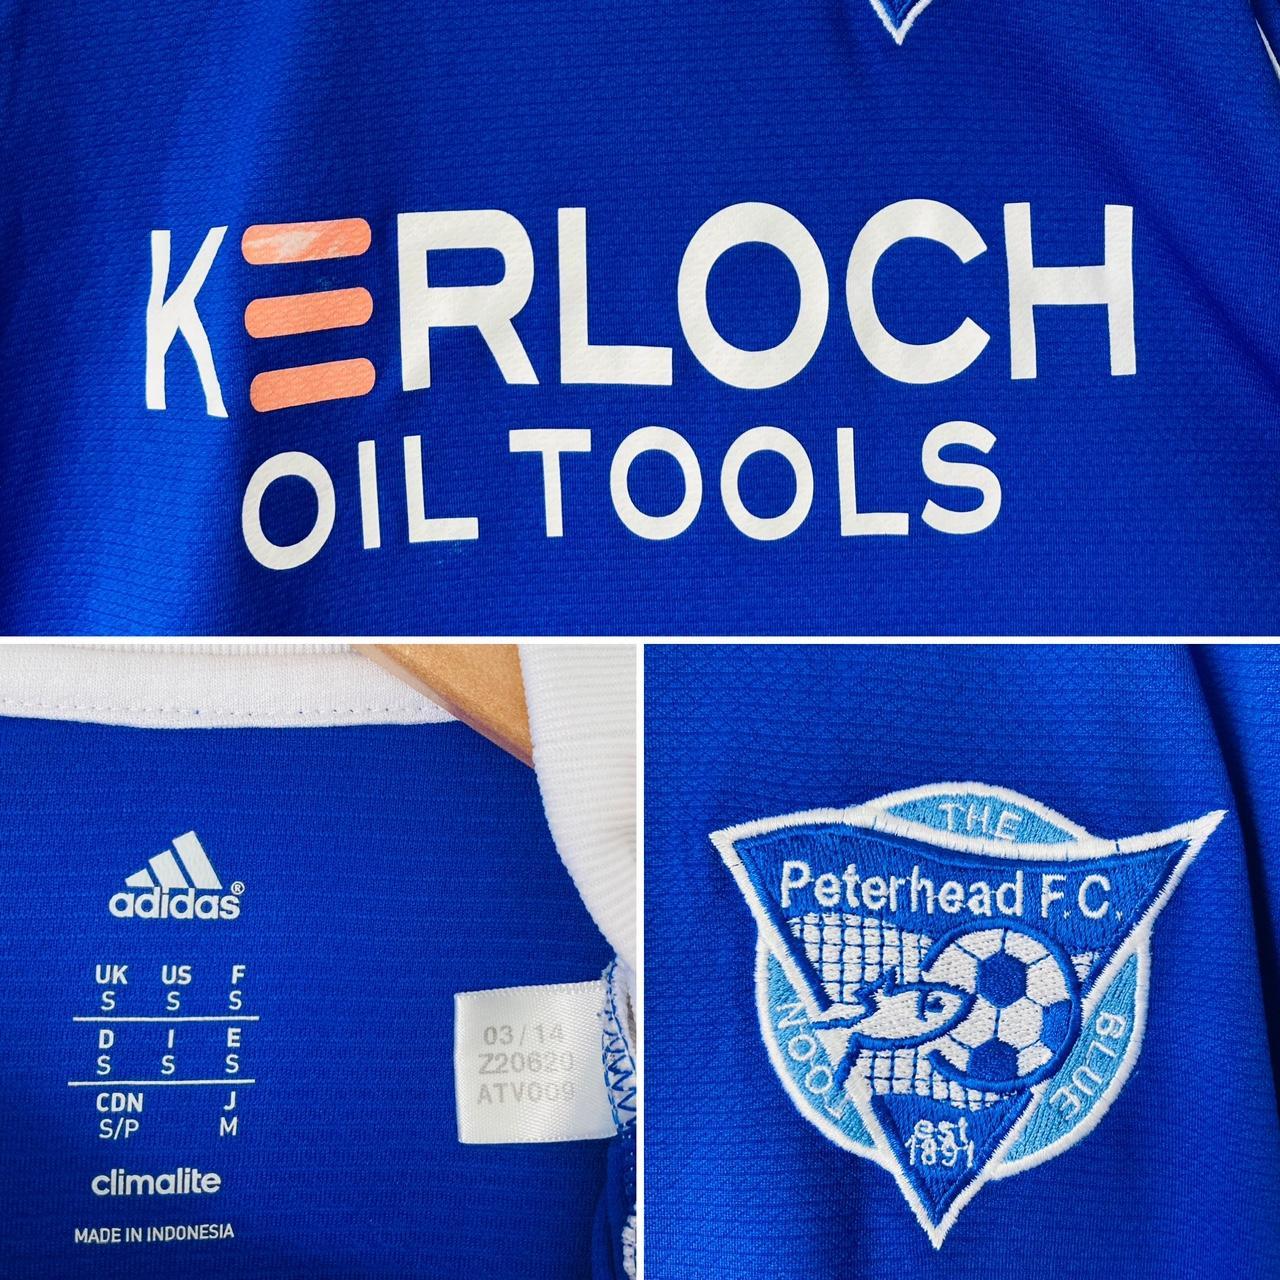 KERLOCH
OIL TOOLS
adidas®
UK US F
S S S
D I E
S S S
CDN J
S/P M
climalite
MADE IN INDONESIA
03/14
Z20620
ATV009
THE
Peterhead F.C.
BLUE
TOON
est
1891